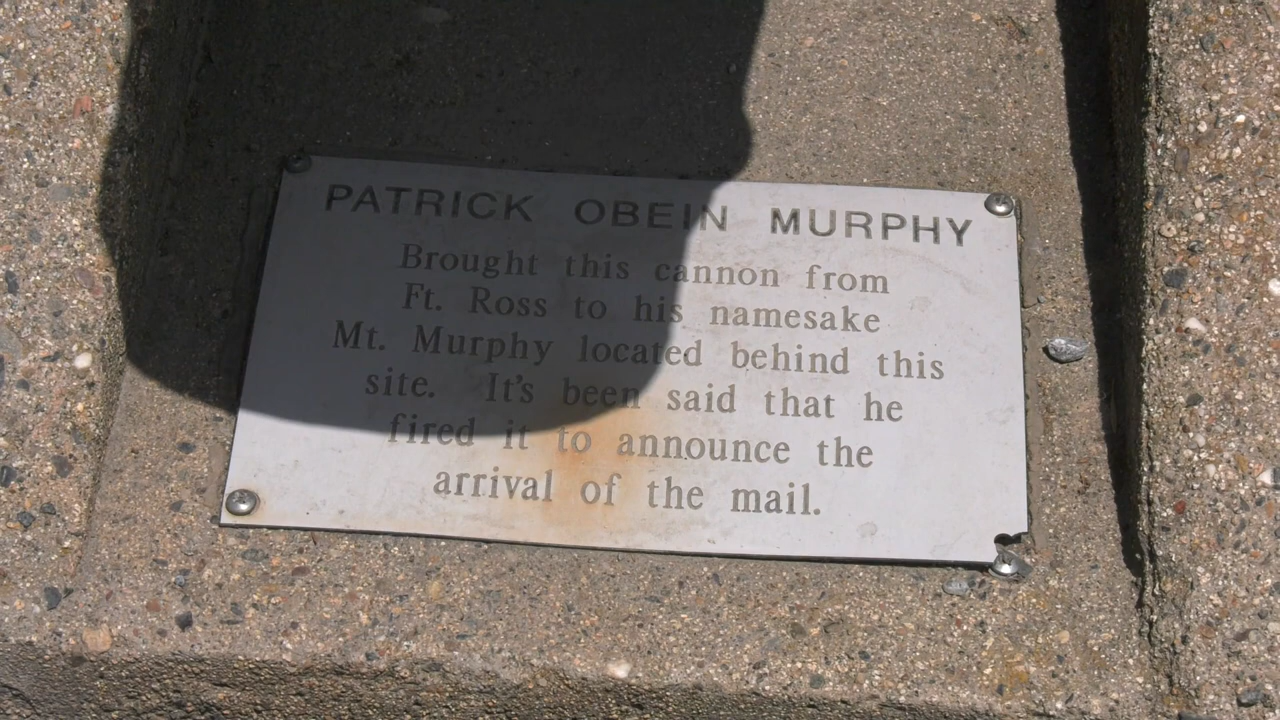 PATRICK OBEIN MURPHY
Brought this cannon from
Ft. Ross to his namesake
Mt. Murphy located behind this
site. It's been said that he
fired it to announce the
arrival of the mail.